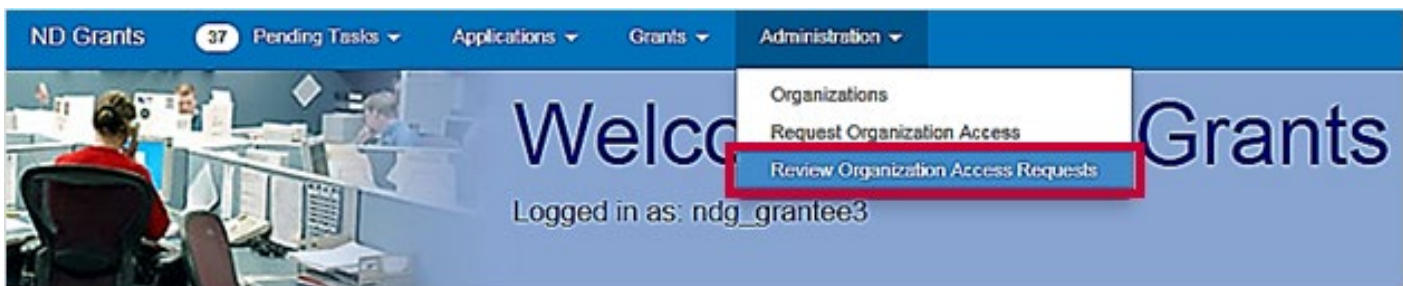 ND Grants 37 Pending Tasks Applications Grants Administration
Organizations
Request Organization Access
Review Organization Access Requests
Welco Grants
Logged in as: ndg_grantee3